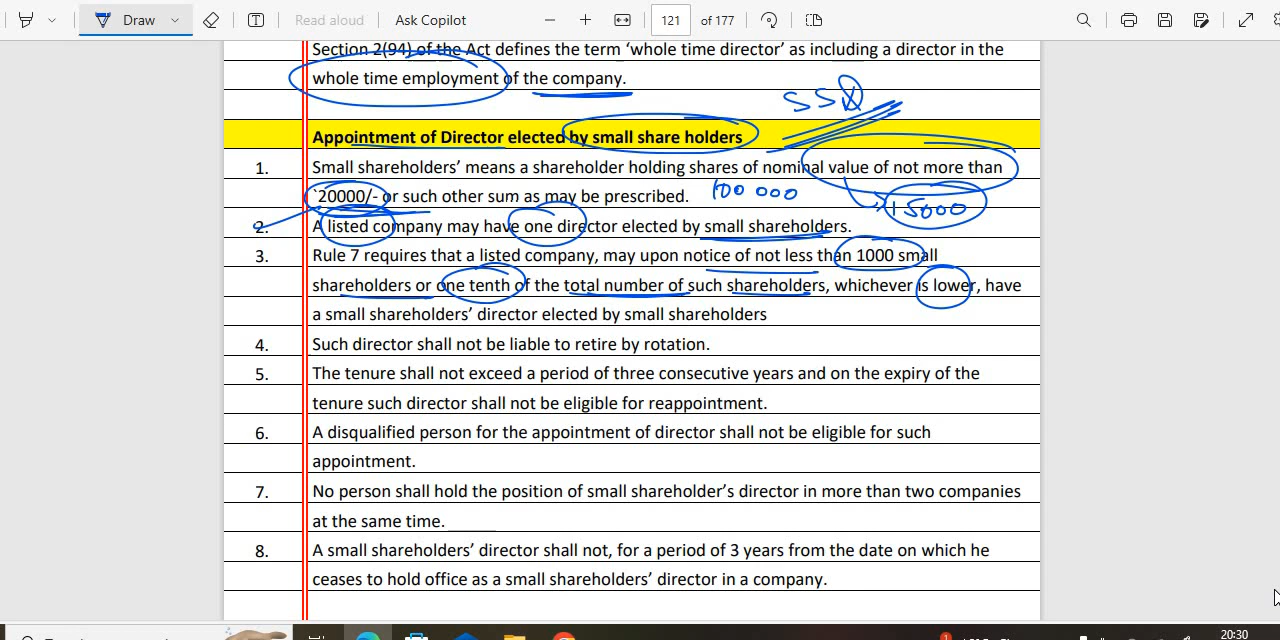 Draw
Read aloud
Ask Copilot
121 of 177
Section 2(94) of the Act defines the term ‘whole time director’ as including a director in the
whole time employment of the company.
SSD
Appointment of Director elected by small share holders
1. Small shareholders’ means a shareholder holding shares of nominal value of not more than
`20000/- or such other sum as may be prescribed. 100 000 15000
2. A listed company may have one director elected by small shareholders.
3. Rule 7 requires that a listed company, may upon notice of not less than 1000 small
shareholders or one tenth of the total number of such shareholders, whichever is lower, have
a small shareholders’ director elected by small shareholders
4. Such director shall not be liable to retire by rotation.
5. The tenure shall not exceed a period of three consecutive years and on the expiry of the
tenure such director shall not be eligible for reappointment.
6. A disqualified person for the appointment of director shall not be eligible for such
appointment.
7. No person shall hold the position of small shareholder’s director in more than two companies
at the same time.
8. A small shareholders’ director shall not, for a period of 3 years from the date on which he
ceases to hold office as a small shareholders’ director in a company.
1
20:30